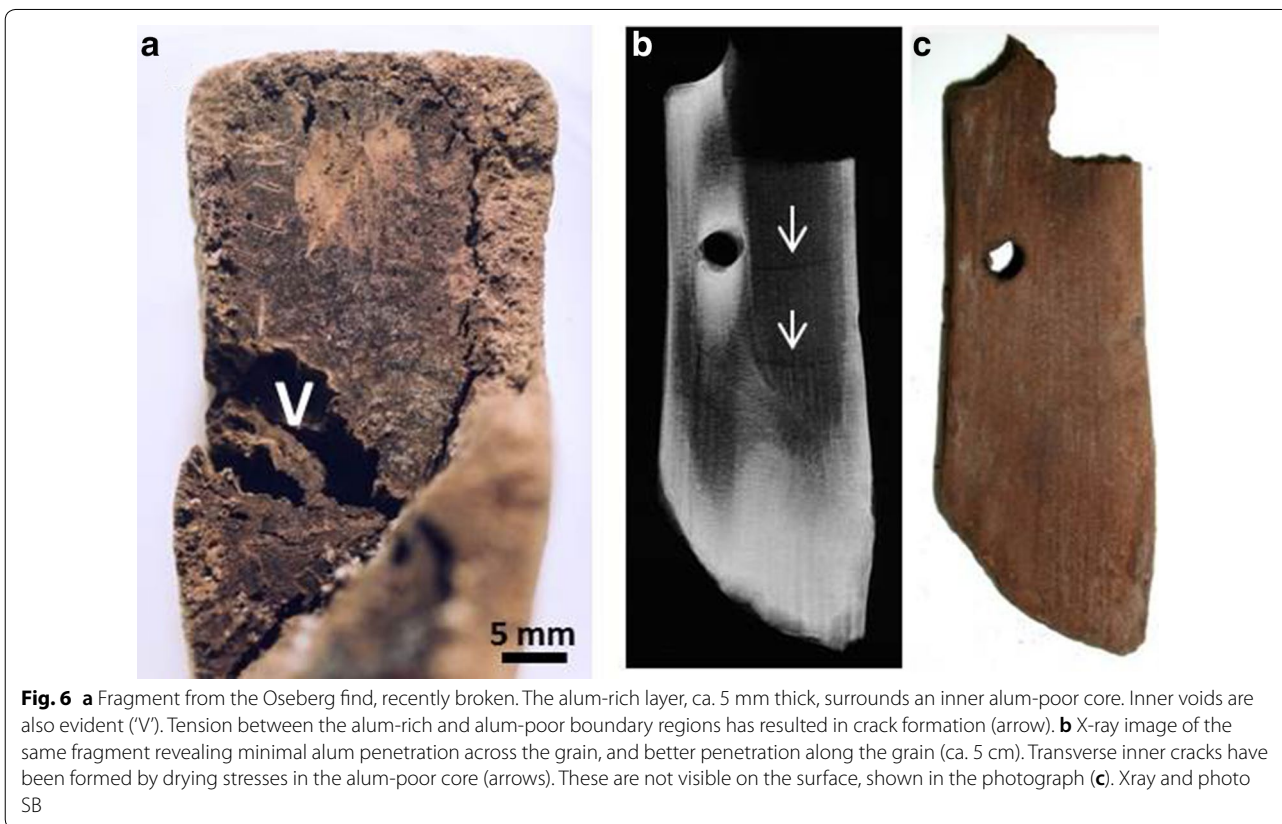 a
b
c
V
5 mm
Fig. 6 a Fragment from the Oseberg find, recently broken. The alum-rich layer, ca. 5 mm thick, surrounds an inner alum-poor core. Inner voids are
also evident (‘V’). Tension between the alum-rich and alum-poor boundary regions has resulted in crack formation (arrow). b X-ray image of the
same fragment revealing minimal alum penetration across the grain, and better penetration along the grain (ca. 5 cm). Transverse inner cracks have
been formed by drying stresses in the alum-poor core (arrows). These are not visible on the surface, shown in the photograph (c). Xray and photo
SB